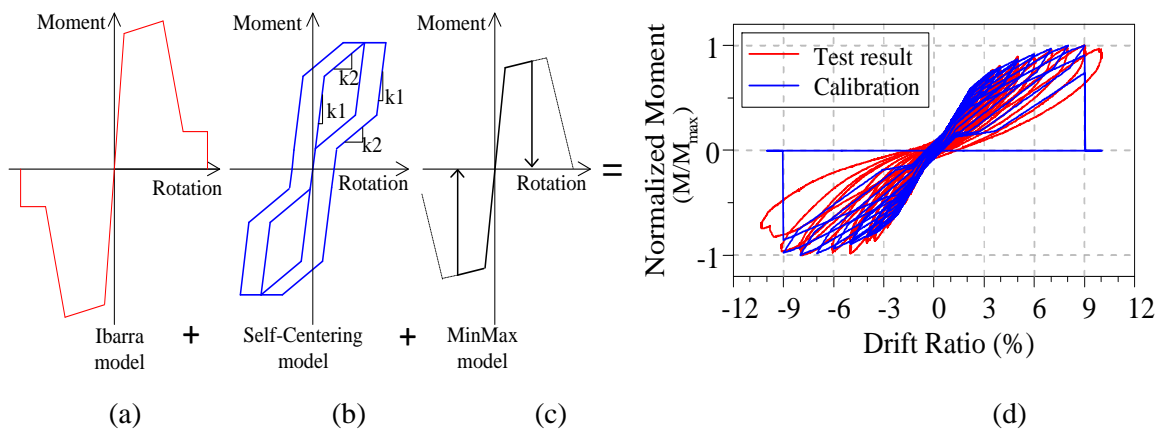 Moment
Rotation
Ibarra
model
(a)
+
Moment
k2
k1
k1
k2
Rotation
Self-Centering
model
(b)
+
Moment
Rotation
MinMax
model
(c)
=
Normalized Moment
(M/Mmax)
1
0
-1
Test result
Calibration
-12 -9 -6 -3 0 3 6 9 12
Drift Ratio (%)
(d)